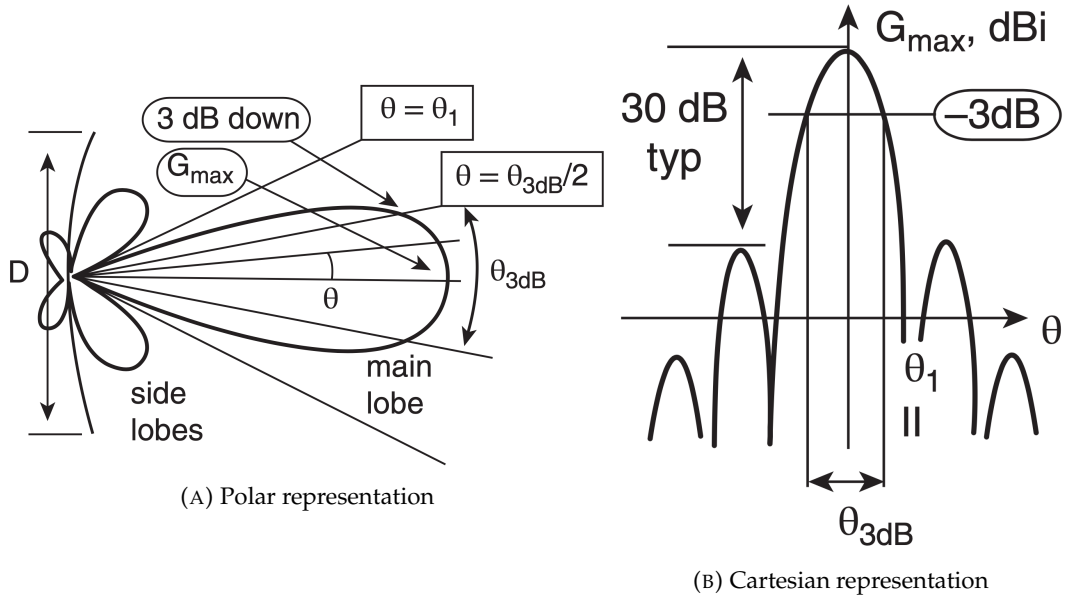 3 dB down
θ = θ1
Gmax
θ = θ3dB/2
D
θ
θ3dB
main
lobe
side
lobes
(A) Polar representation
Gmax, dBi
30 dB
typ
–3dB
θ
θ1
=
θ3dB
(B) Cartesian representation